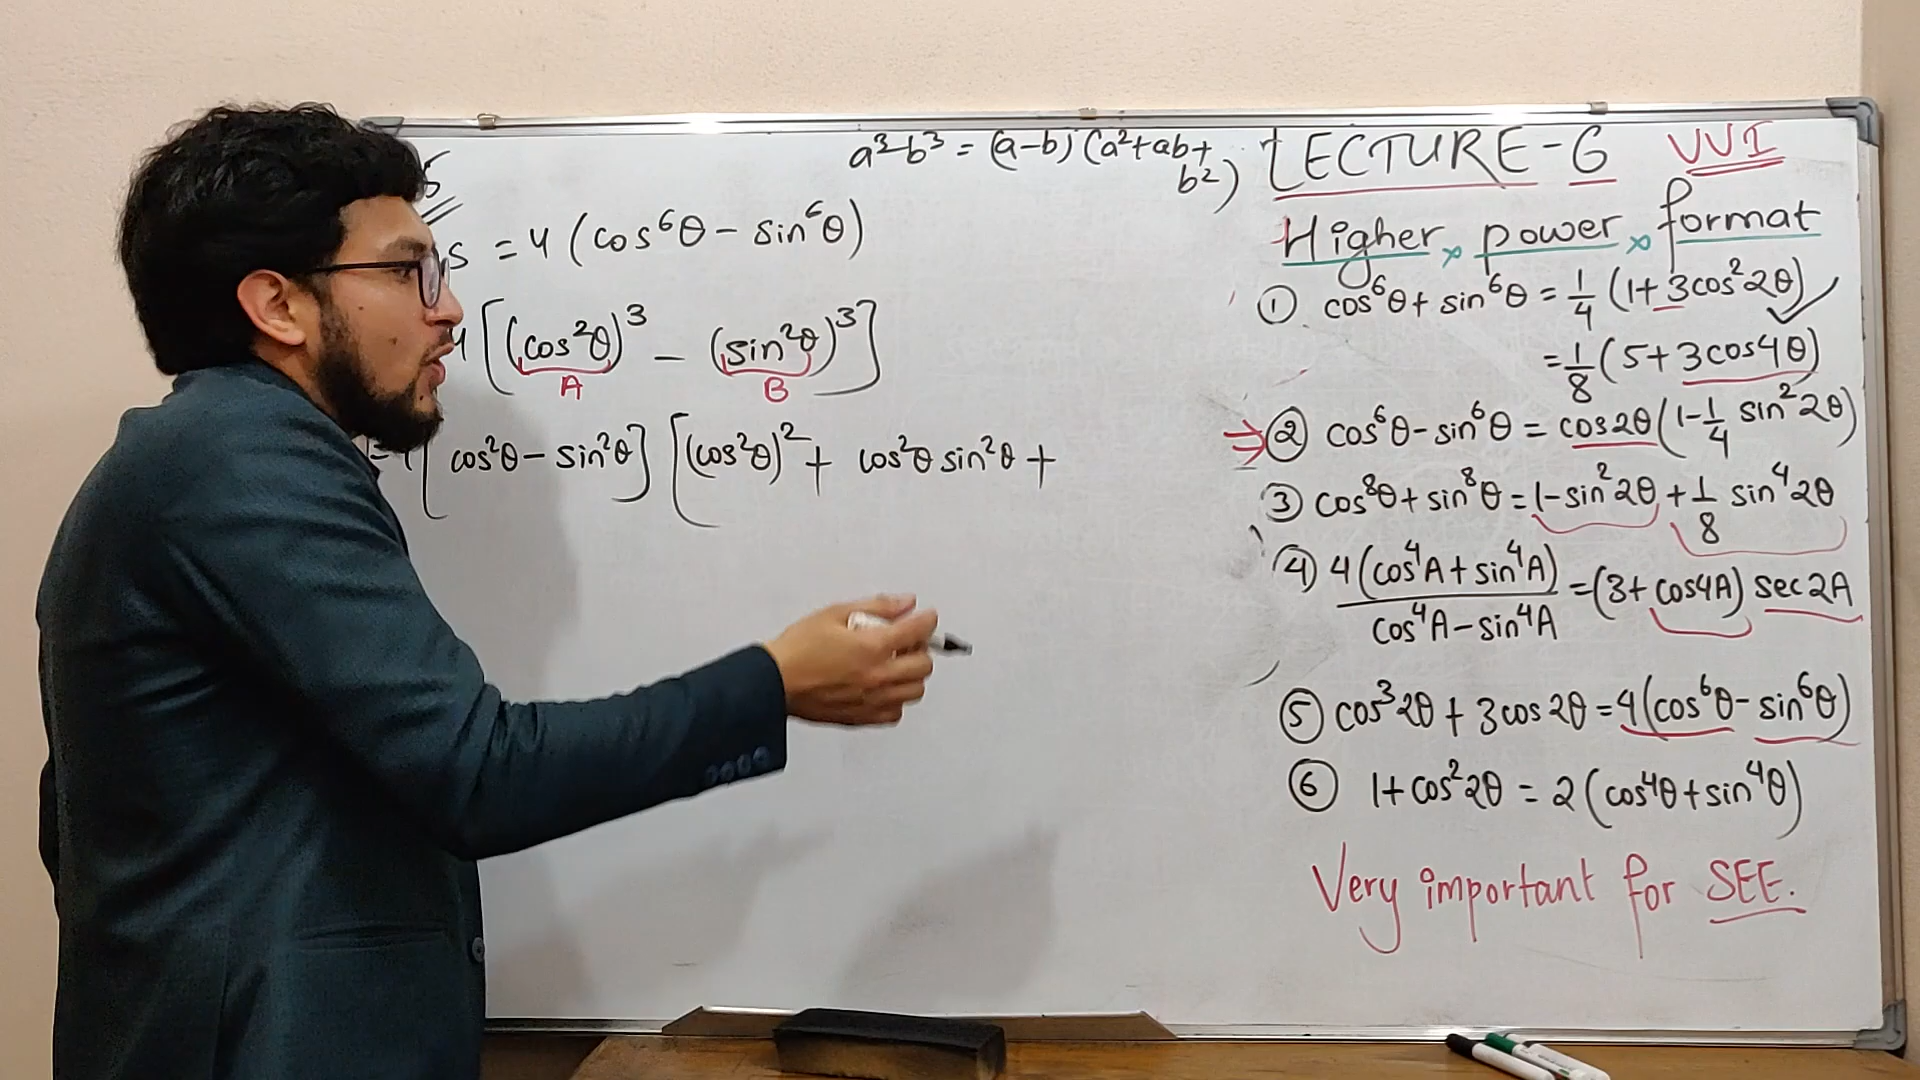 a³-b³ = (a-b) (a²+ab+
b²)
5
S = 4 (cos⁶θ - sin⁶θ)
4 [(cos²θ)³ - (sin²θ)³]
A B
[cos²θ - sin²θ] [(cos²θ)² + cos²θ sin²θ +
LECTURE-6 VVI
Higher power format
① cos⁶θ + sin⁶θ = 1/4 (1+3cos²2θ)
= 1/8 (5+3cos4θ)
⇒ ② cos⁶θ - sin⁶θ = cos2θ (1 - 1/4 sin²2θ)
③ cos⁸θ + sin⁸θ = 1 - sin²2θ + 1/8 sin⁴2θ
④ 4(cos⁴A + sin⁴A)/cos⁴A - sin⁴A = (3+cos4A) sec2A
⑤ cos³2θ + 3cos2θ = 4(cos⁶θ - sin⁶θ)
⑥ 1+cos²2θ = 2(cos⁴θ + sin⁴θ)
Very important for SEE.